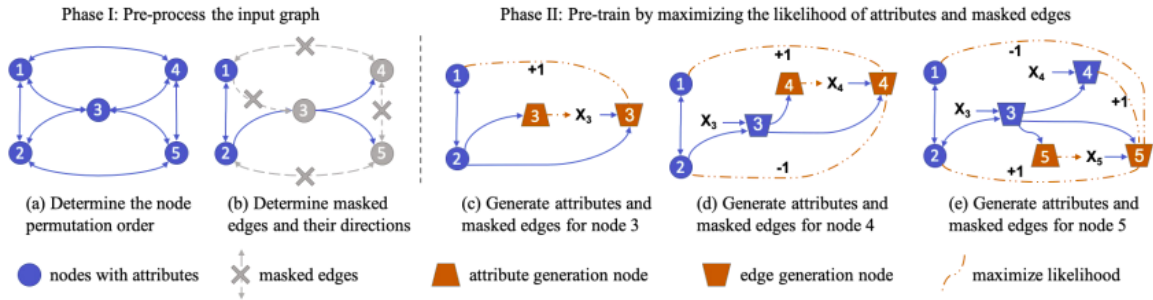 Phase I: Pre-process the input graph
Phase II: Pre-train by maximizing the likelihood of attributes and masked edges
1
4
3
2
5
1
4
3
2
5
1
+1
3
X3
3
2
1
+1
4
X4
4
X3
3
2
-1
1
-1
X4
4
X3
3
+1
2
5
X5
5
+1
(a) Determine the node
permutation order
(b) Determine masked
edges and their directions
(c) Generate attributes and
masked edges for node 3
(d) Generate attributes and
masked edges for node 4
(e) Generate attributes and
masked edges for node 5
nodes with attributes
masked edges
attribute generation node
edge generation node
maximize likelihood